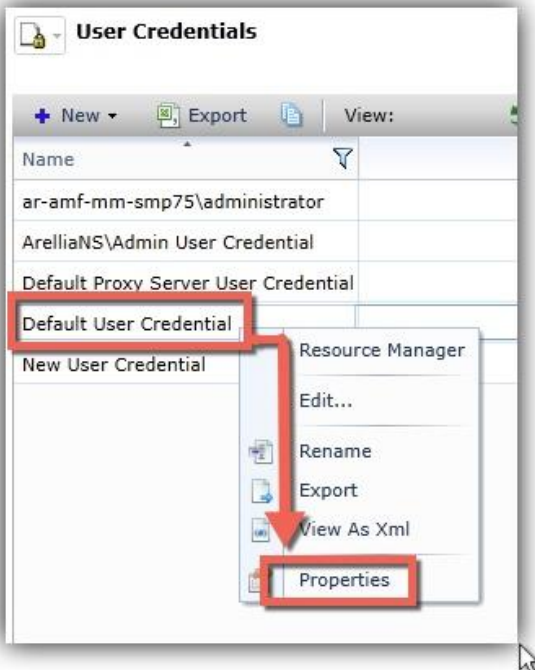 User Credentials
New Export View:
Name
ar-amf-mm-smp75\administrator
ArelliaNS\Admin User Credential
Default Proxy Server User Credential
Default User Credential
New User Credential
Resource Manager
Edit...
Rename
Export
View As Xml
Properties